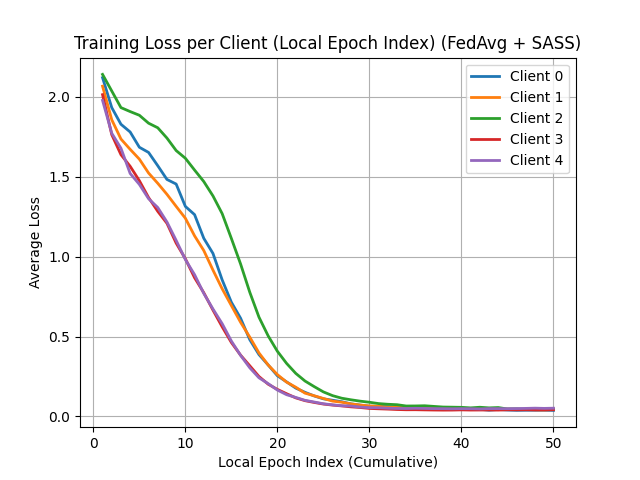 Training Loss per Client (Local Epoch Index) (FedAvg + SASS)
Client 0
Client 1
Client 2
Client 3
Client 4
Average Loss
2.0
1.5
1.0
0.5
0.0
0 10 20 30 40 50
Local Epoch Index (Cumulative)